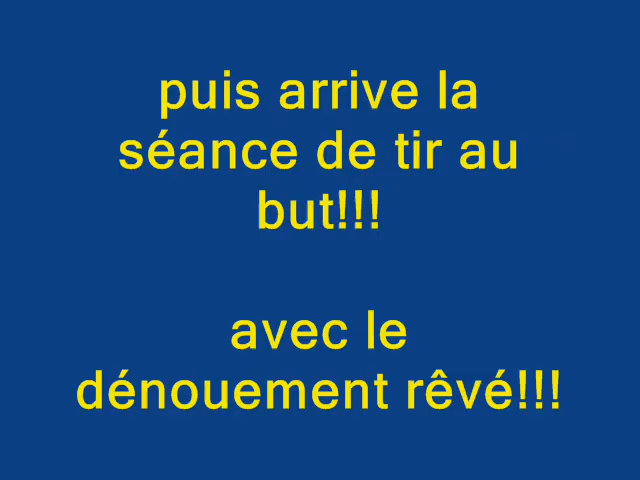 puis arrive la
séance de tir au
but!!!
avec le
dénouement rêvé!!!